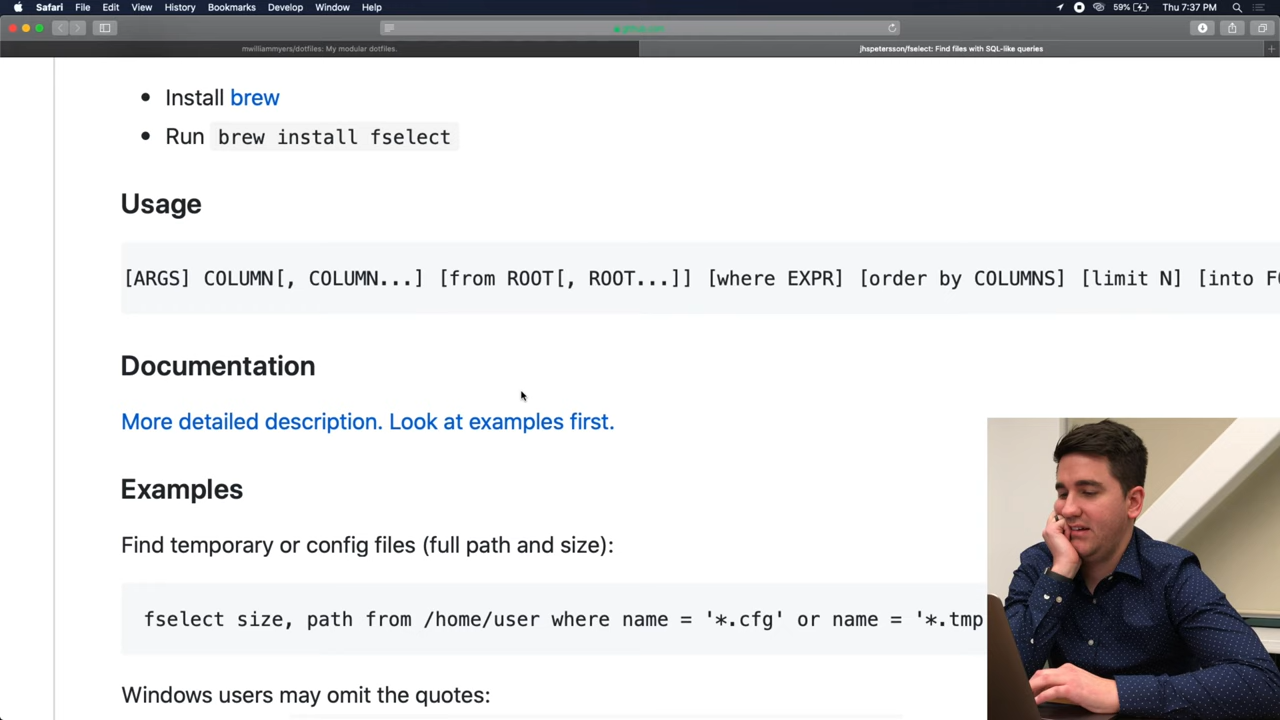 Safari File Edit View History Bookmarks Develop Window Help 59% Thu 7:37 PM
github.com
mwilliammyers/dotfiles: My modular dotfiles. jhspetersson/fselect: Find files with SQL-like queries
• Install brew
• Run brew install fselect
Usage
[ARGS] COLUMN[, COLUMN...] [from ROOT[, ROOT...]] [where EXPR] [order by COLUMNS] [limit N] [into
Documentation
More detailed description. Look at examples first.
Examples
Find temporary or config files (full path and size):
fselect size, path from /home/user where name = '*.cfg' or name = '*.tmp
Windows users may omit the quotes: